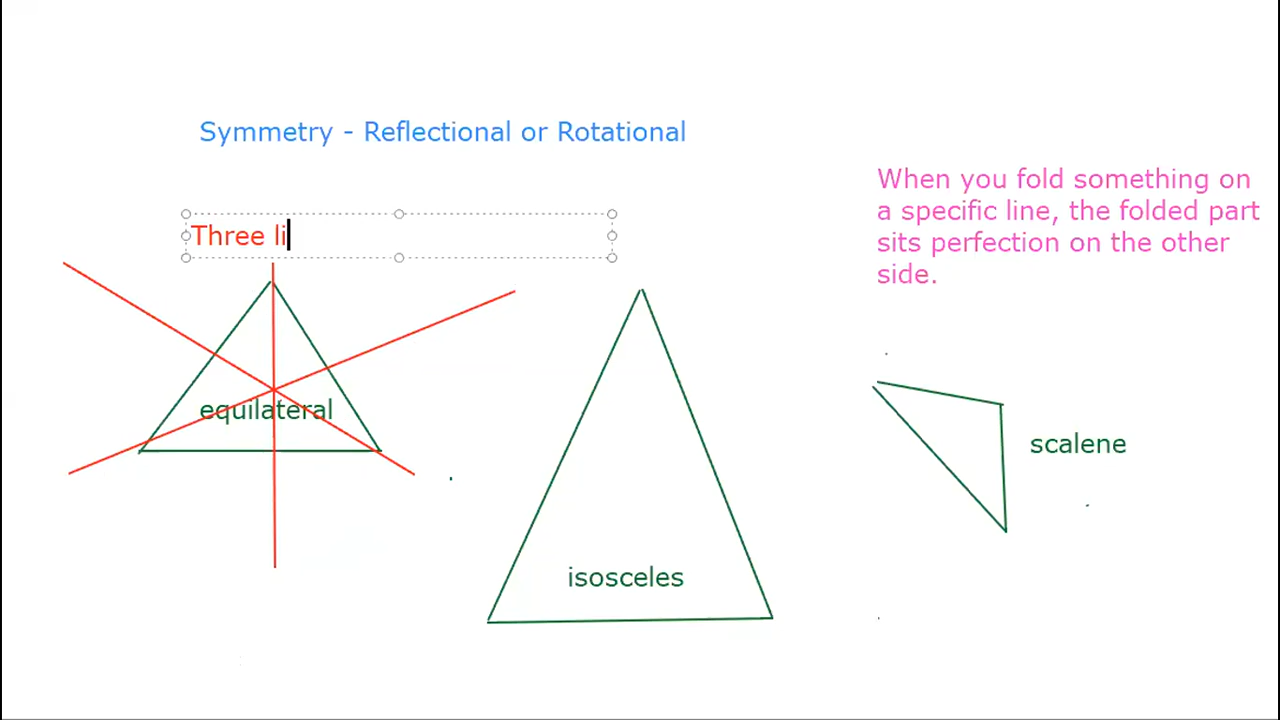 Symmetry - Reflectional or Rotational
When you fold something on
a specific line, the folded part
sits perfection on the other
side.
Three li
equilateral
isosceles
scalene